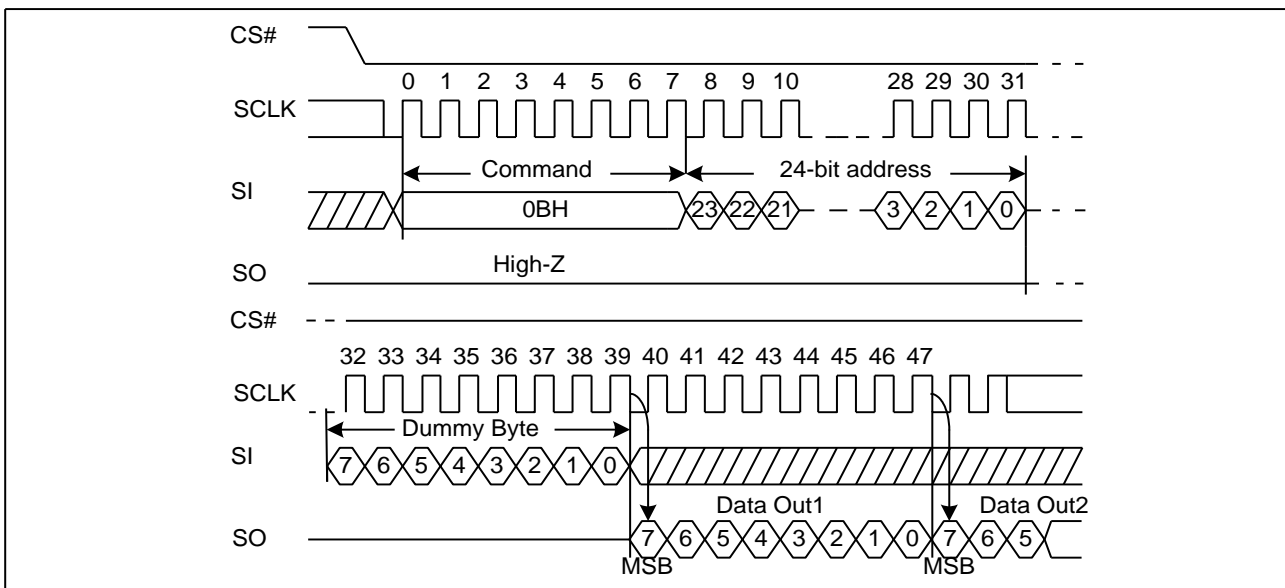 CS#
0 1 2 3 4 5 6 7 8 9 10 28 29 30 31
SCLK
Command 24-bit address
SI
0BH 23 22 21 3 2 1 0
High-Z
SO
CS#
32 33 34 35 36 37 38 39 40 41 42 43 44 45 46 47
SCLK
Dummy Byte
SI
7 6 5 4 3 2 1 0
Data Out1 Data Out2
SO
7 6 5 4 3 2 1 0 7 6 5
MSB MSB